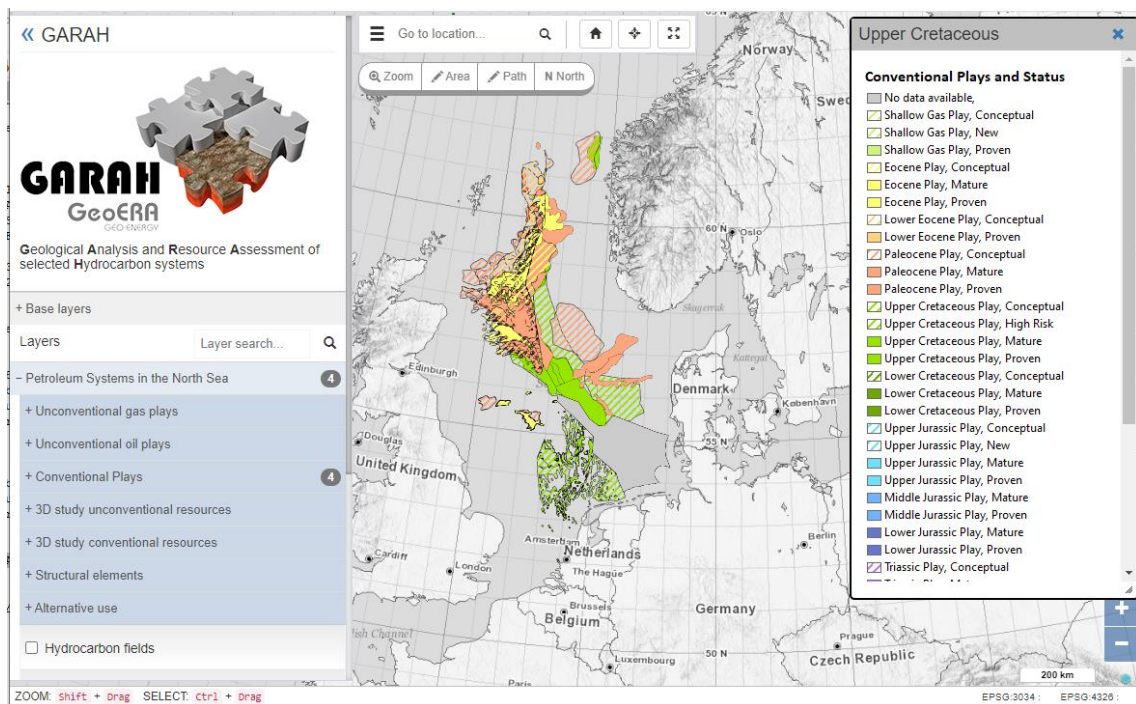 « GARAH
GARAH
GeoERA
GEO-ENERGY
Geological Analysis and Resource Assessment of
selected Hydrocarbon systems
+ Base layers
Layers
Layer search...
− Petroleum Systems in the North Sea 4
+ Unconventional gas plays
+ Unconventional oil plays
+ Conventional Plays 4
+ 3D study unconventional resources
+ 3D study conventional resources
+ Structural elements
+ Alternative use
Hydrocarbon fields
Go to location...
Zoom
Area
Path
N North
Norway
60 N
Oslo
Skagerrak
Kattegat
Edinburgh
Denmark
København
Douglas
55 N
United Kingdom
Amsterdam
Berlin
Cardiff
Netherlands
London
The Hague
Brussels
Germany
Belgium
Prague
50 N
Czech Republic
Luxembourg
Paris
200 km
Upper Cretaceous
Conventional Plays and Status
No data available,
Shallow Gas Play, Conceptual
Shallow Gas Play, New
Shallow Gas Play, Proven
Eocene Play, Conceptual
Eocene Play, Mature
Eocene Play, Proven
Lower Eocene Play, Conceptual
Lower Eocene Play, Proven
Paleocene Play, Conceptual
Paleocene Play, Mature
Paleocene Play, Proven
Upper Cretaceous Play, Conceptual
Upper Cretaceous Play, High Risk
Upper Cretaceous Play, Mature
Upper Cretaceous Play, Proven
Lower Cretaceous Play, Conceptual
Lower Cretaceous Play, Mature
Lower Cretaceous Play, Proven
Upper Jurassic Play, Conceptual
Upper Jurassic Play, New
Upper Jurassic Play, Mature
Upper Jurassic Play, Proven
Middle Jurassic Play, Mature
Middle Jurassic Play, Proven
Lower Jurassic Play, Mature
Lower Jurassic Play, Proven
Triassic Play, Conceptual
ZOOM: Shift + Drag SELECT: Ctrl + Drag
EPSG:3034 : EPSG:4326 :